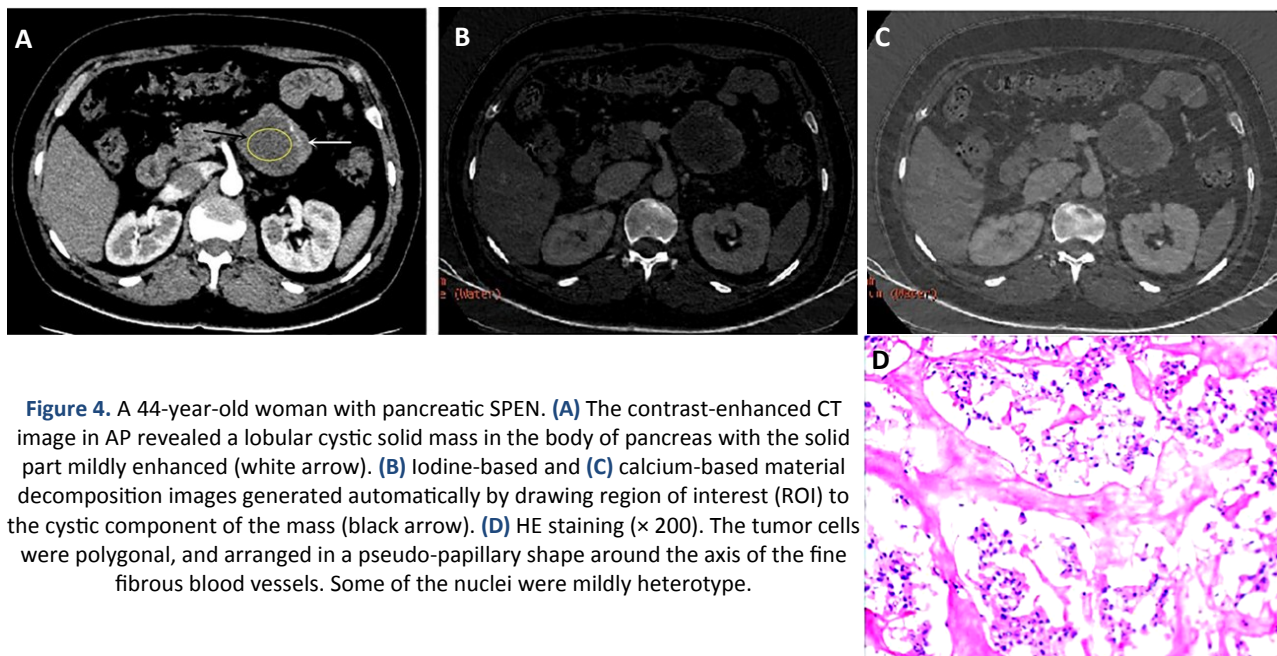 A
B
C
e (Water)
(Water)
D
Figure 4. A 44-year-old woman with pancreatic SPEN. (A) The contrast-enhanced CT
image in AP revealed a lobular cystic solid mass in the body of pancreas with the solid
part mildly enhanced (white arrow). (B) Iodine-based and (C) calcium-based material
decomposition images generated automatically by drawing region of interest (ROI) to
the cystic component of the mass (black arrow). (D) HE staining (× 200). The tumor cells
were polygonal, and arranged in a pseudo-papillary shape around the axis of the fine
fibrous blood vessels. Some of the nuclei were mildly heterotype.